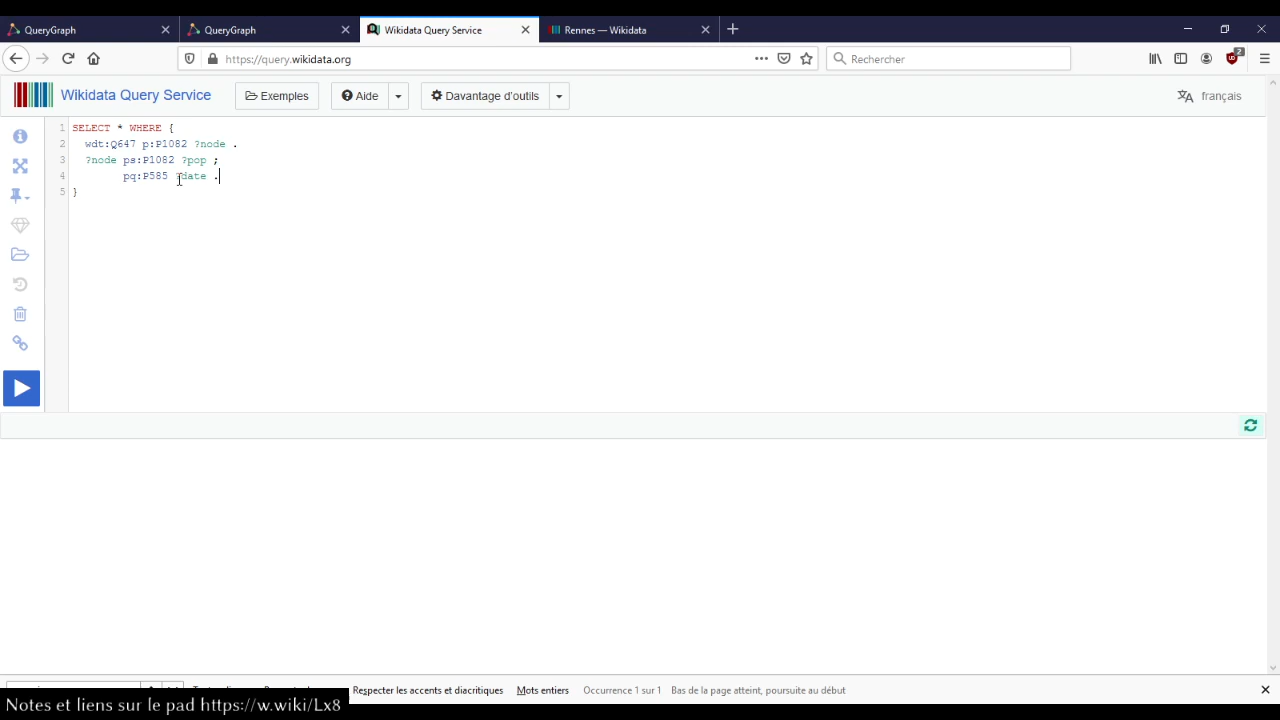 QueryGraph
QueryGraph
Wikidata Query Service
Rennes — Wikidata
https://query.wikidata.org
Rechercher
2
Wikidata Query Service
Exemples
Aide
Davantage d'outils
français
1 SELECT * WHERE {
2 wdt:Q647 p:P1082 ?node .
3 ?node ps:P1082 ?pop ;
4 pq:P585 ?date .
5 }
Respecter les accents et diacritiques
Mots entiers
Occurrence 1 sur 1
Bas de la page atteint, poursuite au début
Notes et liens sur le pad https://w.wiki/Lx8